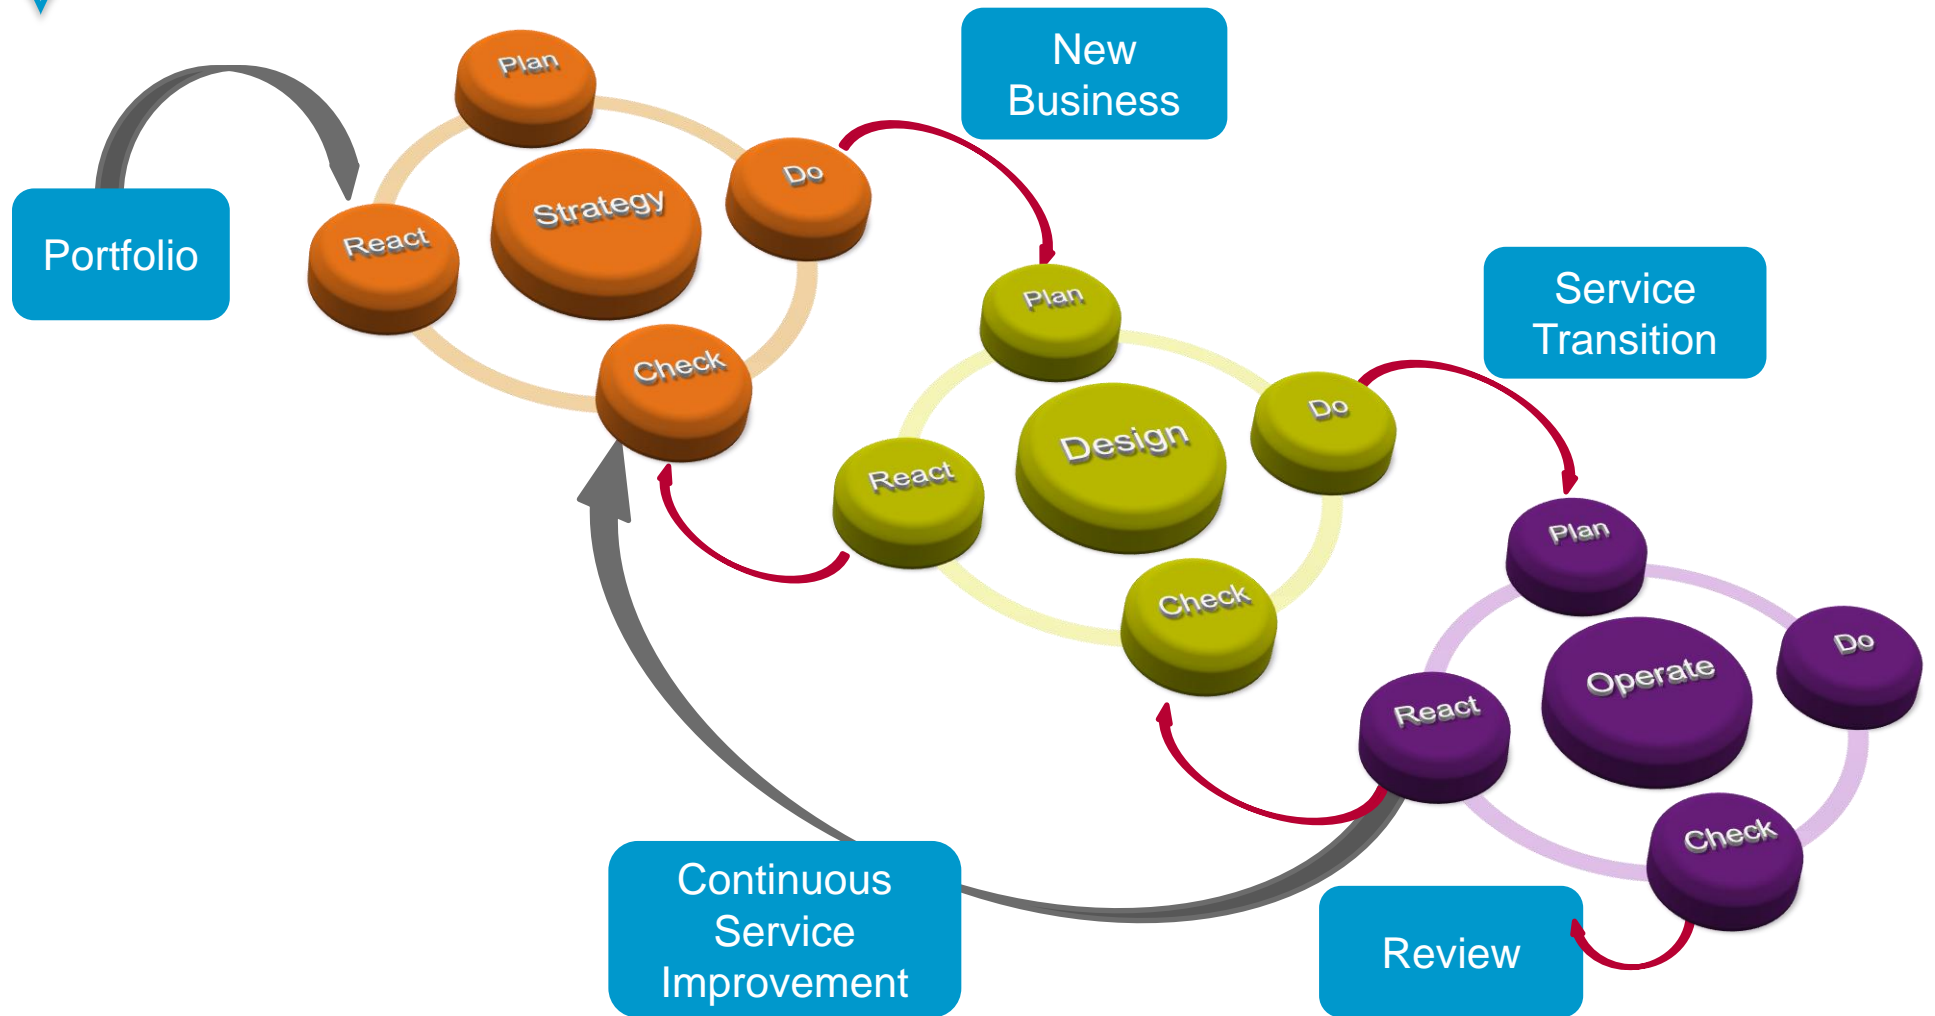 Portfolio
Plan
Do
Strategy
React
Check
New
Business
Plan
Do
Design
React
Check
Service
Transition
Plan
Do
Operate
React
Check
Continuous
Service
Improvement
Review